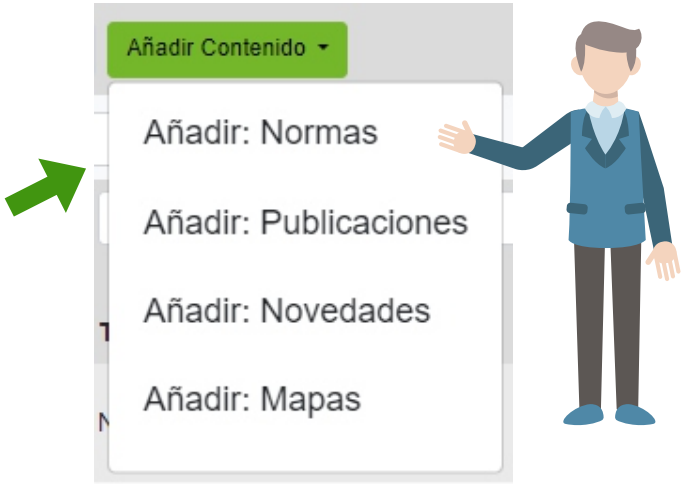 Añadir Contenido
Añadir: Normas
Añadir: Publicaciones
Añadir: Novedades
Añadir: Mapas